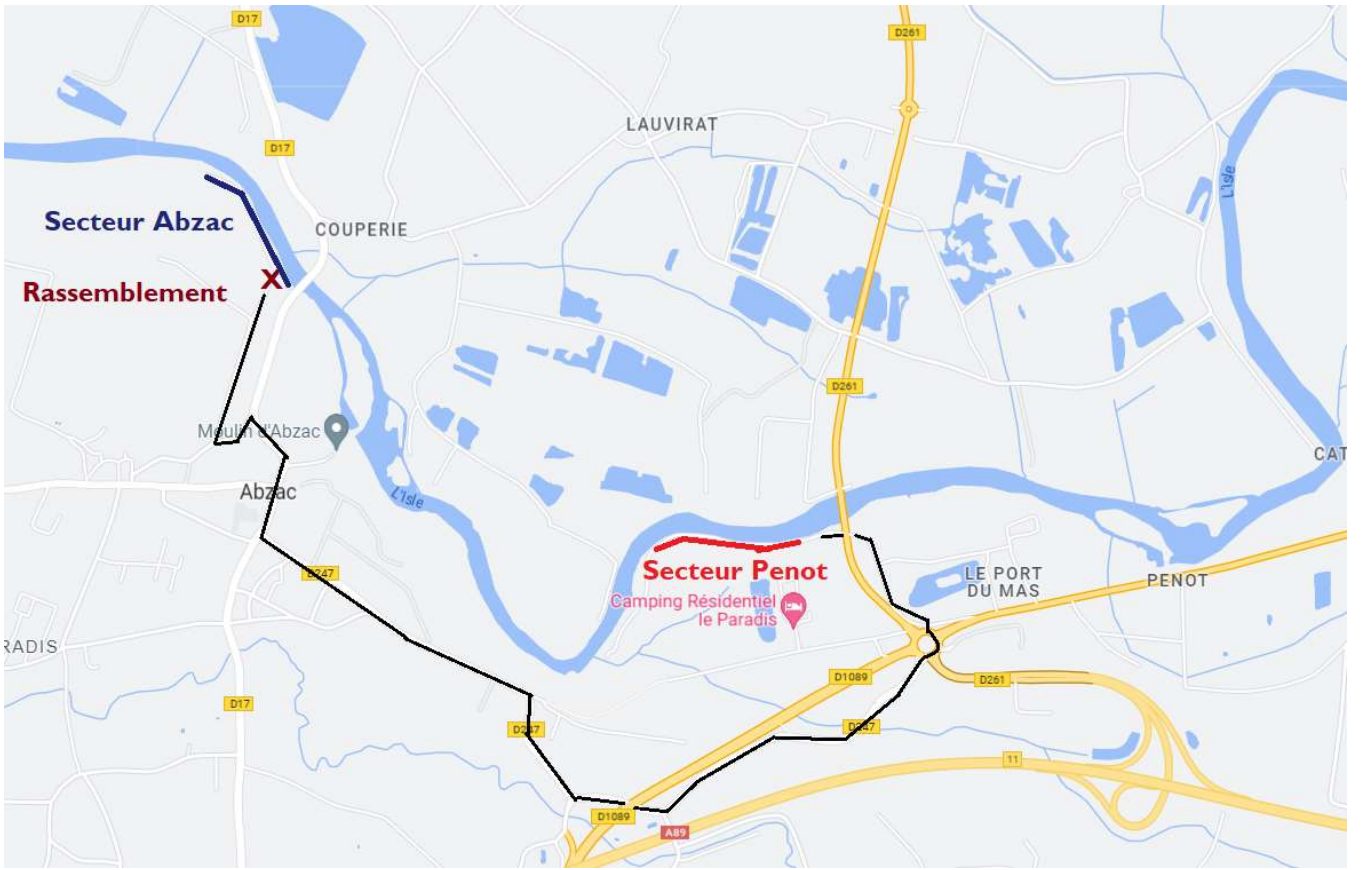 D17
D261
LAUVIRAT
D17
L'Isle
Secteur Abzac
COUPERIE
Rassemblement
D261
Moulin d'Abzac
CAT
Abzac
L'Isle
Secteur Penot
LE PORT
DU MAS
PENOT
D247
Camping Résidentiel
le Paradis
RADIS
D1089
D261
D17
D247
D247
11
D1089
A89